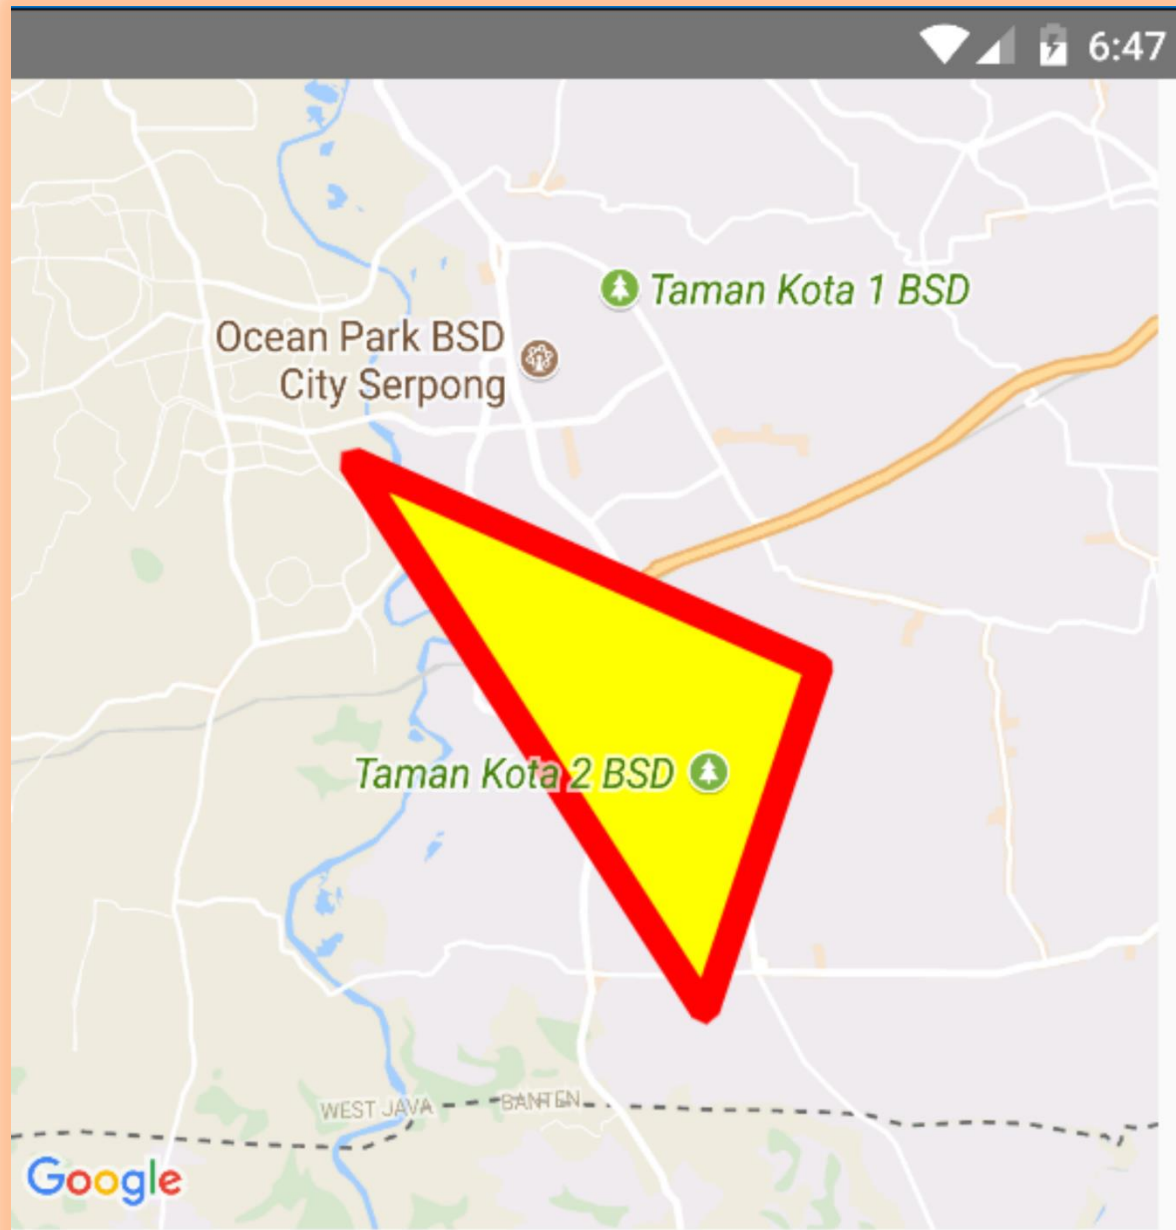 6:47
Taman Kota 1 BSD
Ocean Park BSD
City Serpong
Taman Kota 2 BSD
WEST JAVA
BANTEN
Google